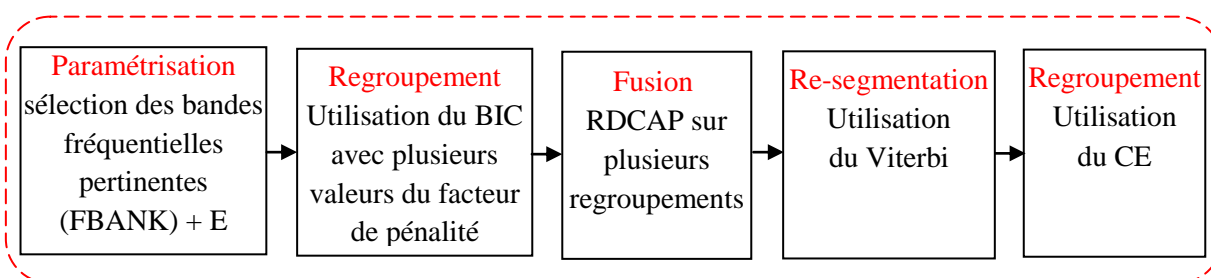 Paramétrisation
sélection des bandes
fréquentielles
pertinentes
(FBANK) + E
Regroupement
Utilisation du BIC
avec plusieurs
valeurs du facteur
de pénalité
Fusion
RDCAP sur
plusieurs
regroupements
Re-segmentation
Utilisation
du Viterbi
Regroupement
Utilisation
du CE